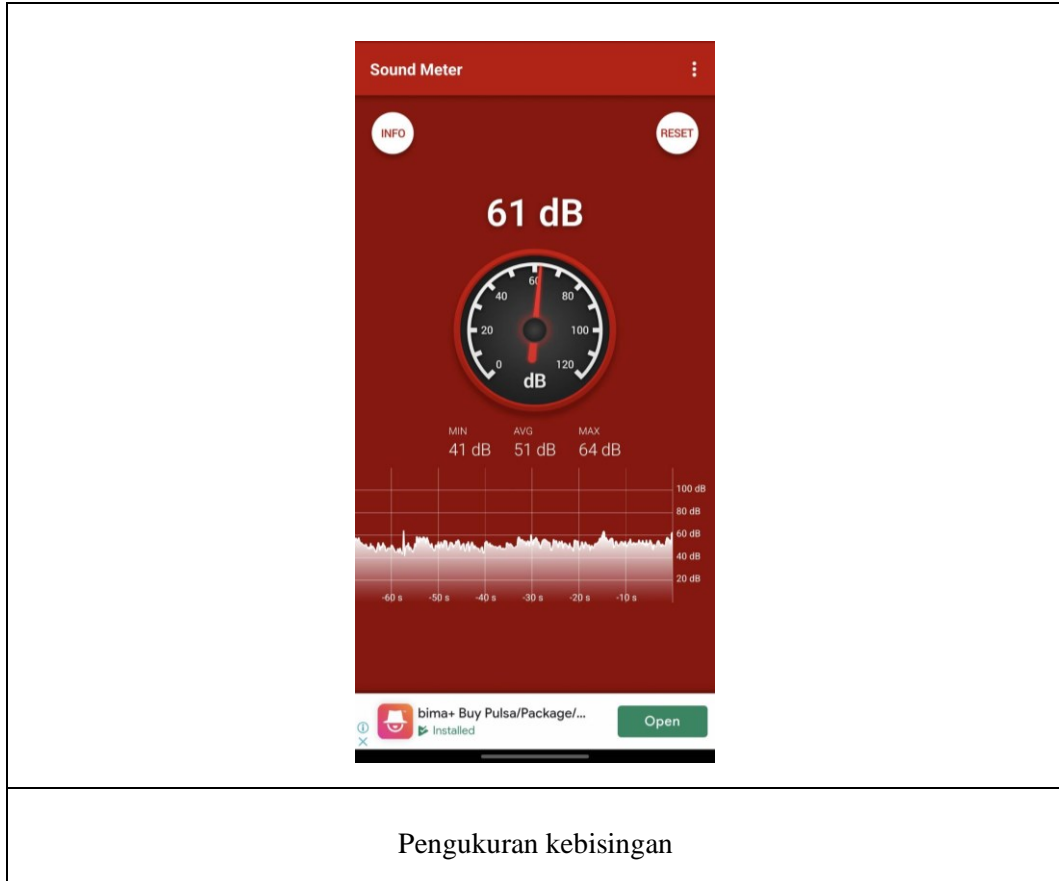 Sound Meter
INFO
RESET
61 dB
60
40
80
20
100
0
120
dB
MIN AVG MAX
41 dB 51 dB 64 dB
100 dB
80 dB
60 dB
40 dB
20 dB
-60 s -50 s -40 s -30 s -20 s -10 s
bima+ Buy Pulsa/Package/...
Installed
Open
Pengukuran kebisingan